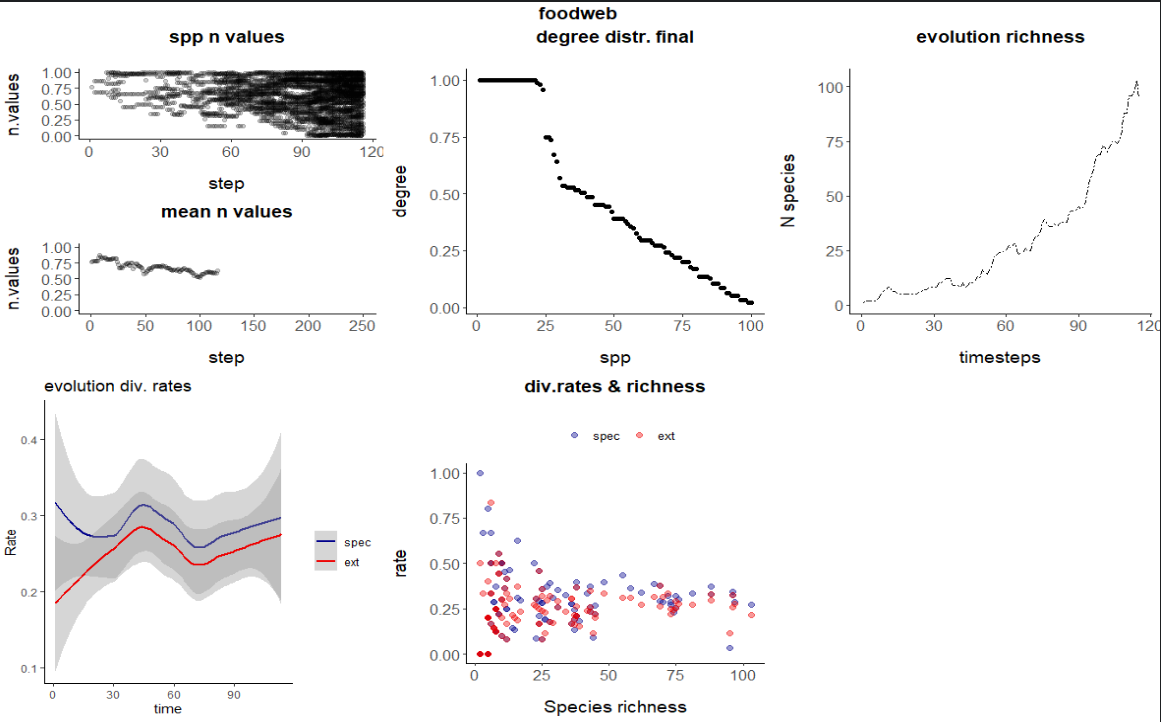 foodweb
spp n values
n.values
1.00
0.75
0.50
0.25
0.00
0 30 60 90 120
step
mean n values
n.values
1.00
0.75
0.50
0.25
0.00
0 50 100 150 200 250
step
degree distr. final
degree
1.00
0.75
0.50
0.25
0.00
0 25 50 75 100
spp
evolution richness
N species
100
75
50
25
0
0 30 60 90 120
timesteps
evolution div. rates
Rate
0.4
0.3
0.2
0.1
0 30 60 90
time
spec
ext
div.rates & richness
spec ext
rate
1.00
0.75
0.50
0.25
0.00
0 25 50 75 100
Species richness